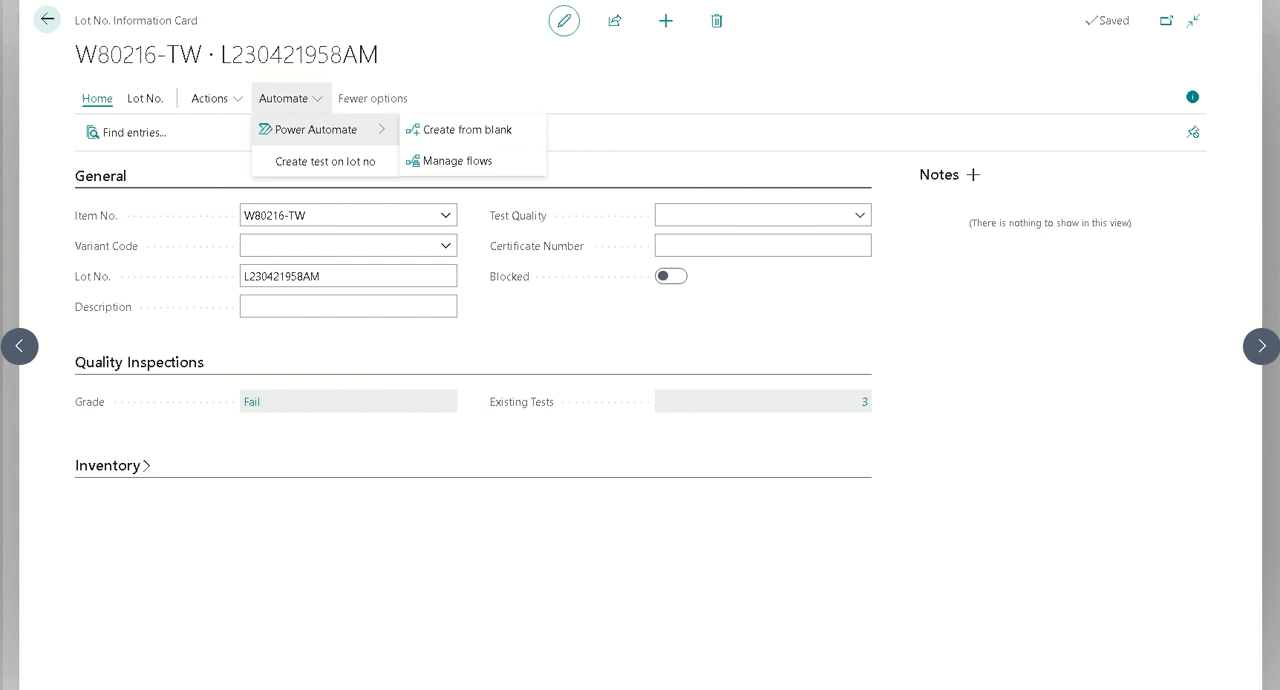 Lot No. Information Card
✓Saved
W80216-TW · L230421958AM
Home Lot No. Actions Automate Fewer options
Find entries...
Power Automate
Create test on lot no
Create from blank
Manage flows
General
Item No. W80216-TW
Variant Code
Lot No. L230421958AM
Description
Test Quality
Certificate Number
Blocked
Quality Inspections
Grade Fail
Existing Tests 3
Inventory
Notes
(There is nothing to show in this view)